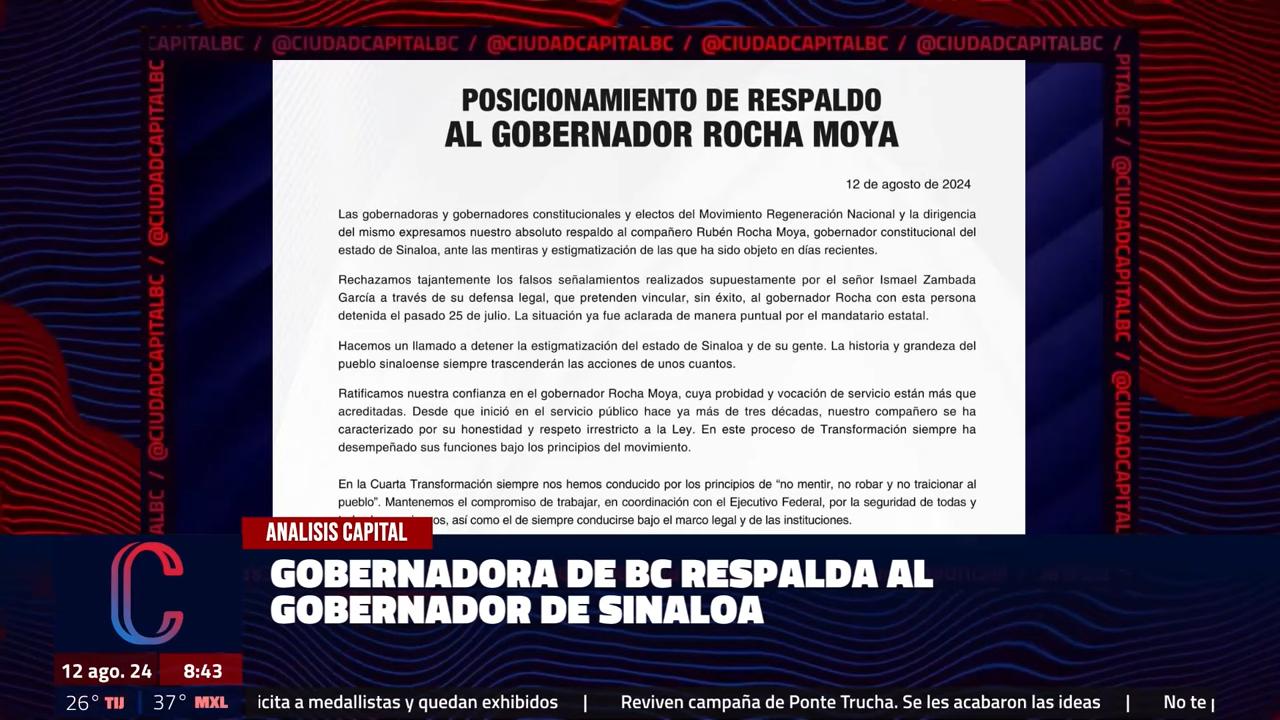 CAPITALBC / @CIUDADCAPITALBC / @CIUDADCAPITALBC / @CIUDADCAPITALBC / @CIUDADCAPITALBC /
@CIUDADCAPITALBC / @CIUDADCAPITALBC /
PITALBC / @CIUDADCAPITALBC / @CIUDADCAPITAL
POSICIONAMIENTO DE RESPALDO
AL GOBERNADOR ROCHA MOYA
12 de agosto de 2024
Las gobernadoras y gobernadores constitucionales y electos del Movimiento Regeneración Nacional y la dirigencia
del mismo expresamos nuestro absoluto respaldo al compañero Rubén Rocha Moya, gobernador constitucional del
estado de Sinaloa, ante las mentiras y estigmatización de las que ha sido objeto en días recientes.
Rechazamos tajantemente los falsos señalamientos realizados supuestamente por el señor Ismael Zambada
García a través de su defensa legal, que pretenden vincular, sin éxito, al gobernador Rocha con esta persona
detenida el pasado 25 de julio. La situación ya fue aclarada de manera puntual por el mandatario estatal.
Hacemos un llamado a detener la estigmatización del estado de Sinaloa y de su gente. La historia y grandeza del
pueblo sinaloense siempre trascenderán las acciones de unos cuantos.
Ratificamos nuestra confianza en el gobernador Rocha Moya, cuya probidad y vocación de servicio están más que
acreditadas. Desde que inició en el servicio público hace ya más de tres décadas, nuestro compañero se ha
caracterizado por su honestidad y respeto irrestricto a la Ley. En este proceso de Transformación siempre ha
desempeñado sus funciones bajo los principios del movimiento.
En la Cuarta Transformación siempre nos hemos conducido por los principios de “no mentir, no robar y no traicionar al
pueblo”. Mantenemos el compromiso de trabajar, en coordinación con el Ejecutivo Federal, por la seguridad de todas y
así como el de siempre conducirse bajo el marco legal y de las instituciones.
ANALISIS CAPITAL
GOBERNADORA DE BC RESPALDA AL
GOBERNADOR DE SINALOA
C
12 ago. 24 8:43
26° TIJ 37° MXL
icita a medallistas y quedan exhibidos | Reviven campaña de Ponte Trucha. Se les acabaron las ideas | No te